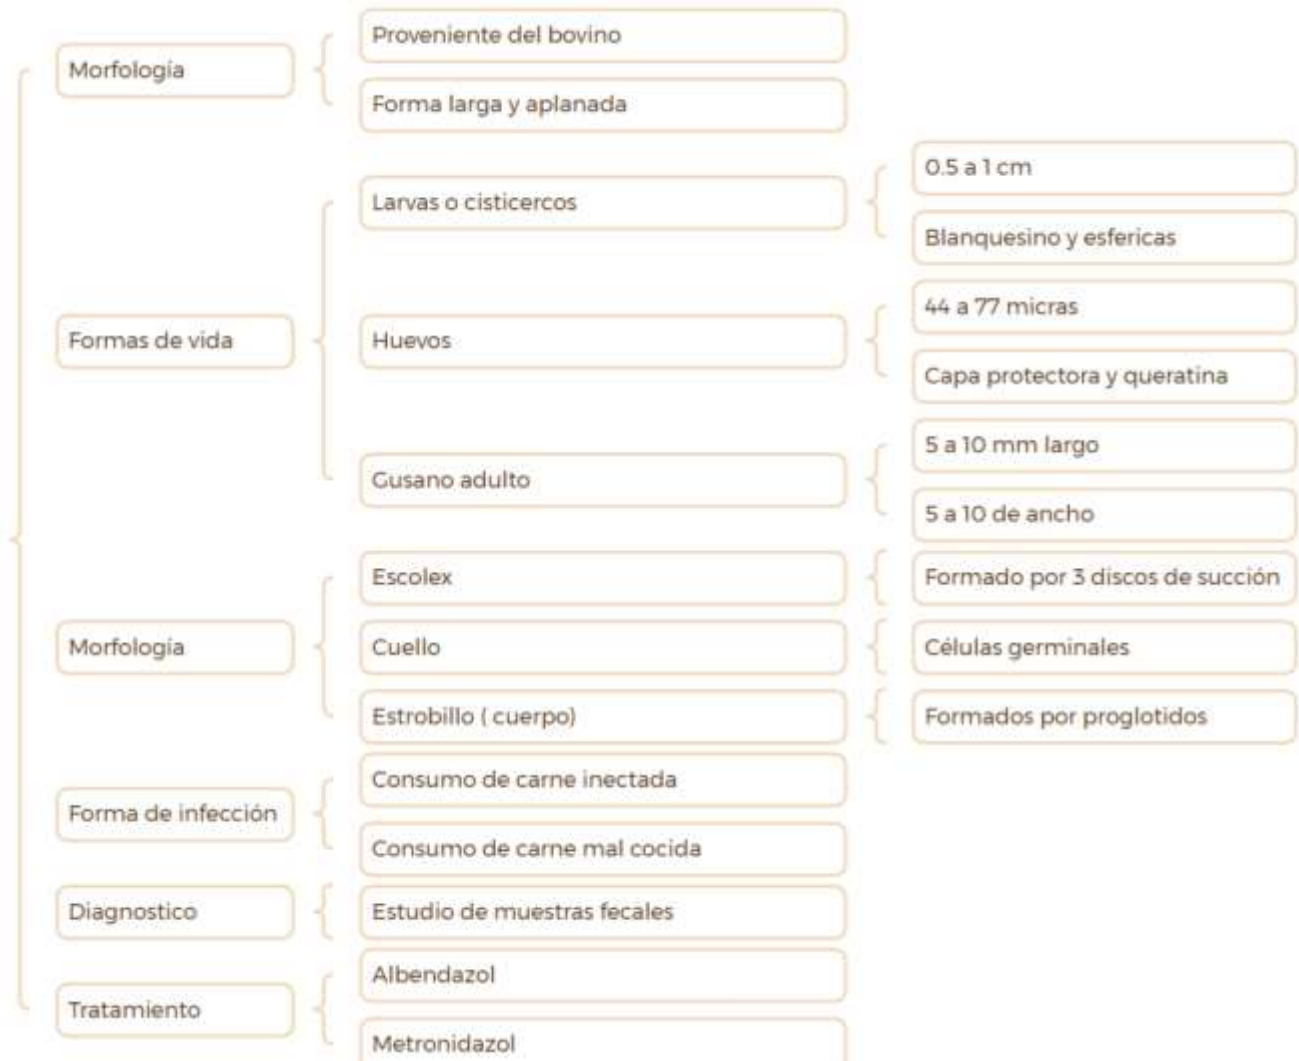 Morfología
Proveniente del bovino
Forma larga y aplanada
Formas de vida
Larvas o cisticercos
0.5 a 1 cm
Blanquesino y esfericas
Huevos
44 a 77 micras
Capa protectora y queratina
Gusano adulto
5 a 10 mm largo
5 a 10 de ancho
Morfología
Escolex
Formado por 3 discos de succión
Cuello
Células germinales
Estrobillo ( cuerpo)
Formados por proglotidos
Forma de infección
Consumo de carne inectada
Consumo de carne mal cocida
Diagnostico
Estudio de muestras fecales
Tratamiento
Albendazol
Metronidazol